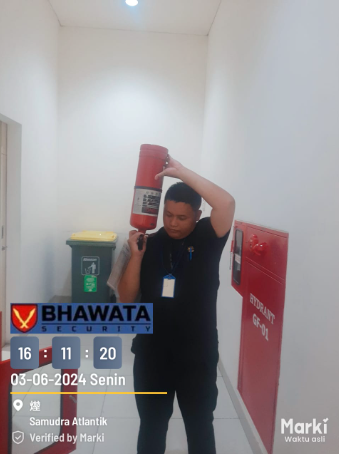 HYDRANT
GF-01
BHAWATA
SECURITY
16 : 11 : 20
03-06-2024 Senin
Samudra Atlantik
Verified by Marki
Marki
Waktu asli